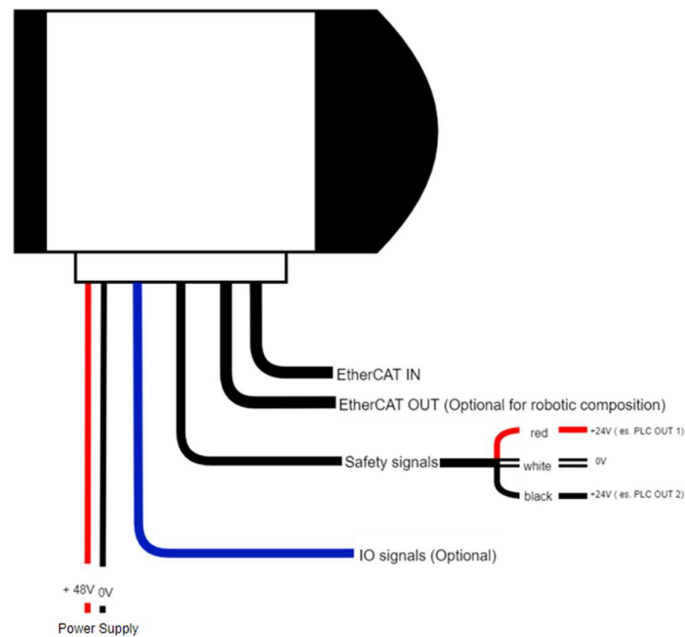 EtherCAT IN
EtherCAT OUT (Optional for robotic composition)
red +24V ( es. PLC OUT 1)
Safety signals white 0V
black +24V ( es. PLC OUT 2)
IO signals (Optional)
+ 48V 0V
Power Supply